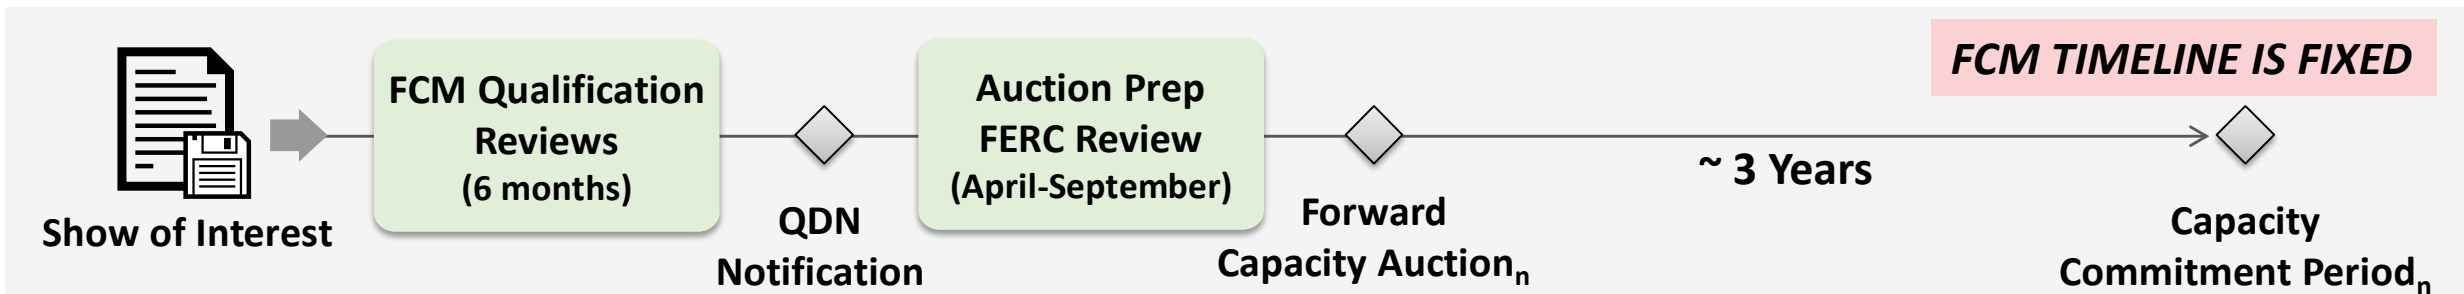 Show of Interest
FCM Qualification
Reviews
(6 months)
QDN
Notification
Auction Prep
FERC Review
(April-September)
Forward
Capacity Auctionₙ
~ 3 Years
FCM TIMELINE IS FIXED
Capacity
Commitment Periodₙ